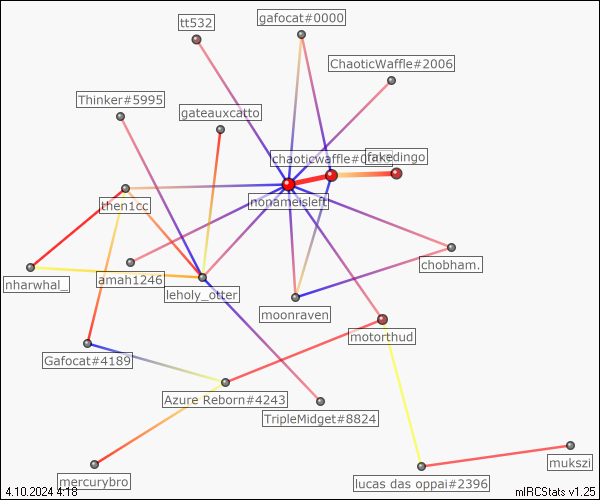 tt532
gafocat#0000
ChaoticWaffle#2006
Thinker#5995
gateauxcatto
chaoticwaffle#0
fakedingo
nonameisleft
then1cc
amah1246
nharwhal_
leholy_otter
chobham.
moonraven
motorthud
Gafocat#4189
Azure Reborn#4243
TripleMidget#8824
mercurybro
lucas das oppai#2396
mukszi
4.10.2024 4:18
mIRCStats v1.25